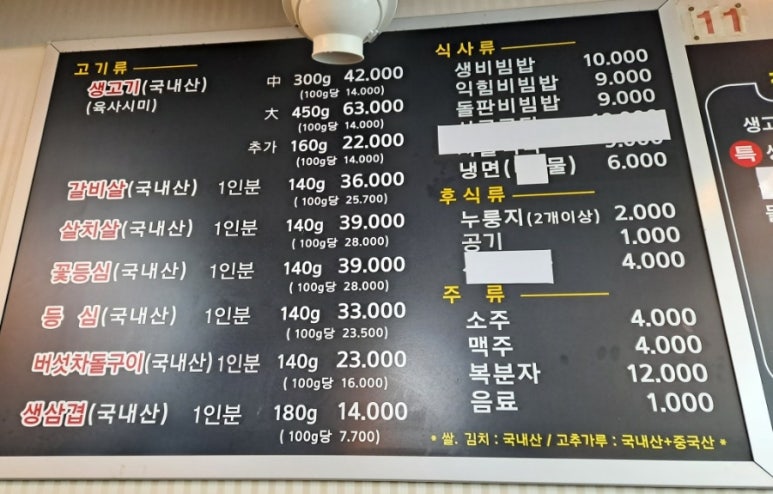 고기류
생고기(국내산) 中 300g 42.000
(육사시미) (100g당 14.000)
大 450g 63.000
(100g당 14.000)
추가 160g 22.000
(100g당 14.000)
갈비살(국내산) 1인분 140g 36.000
(100g당 25.700)
살치살(국내산) 1인분 140g 39.000
(100g당 28.000)
꽃등심(국내산) 1인분 140g 39.000
(100g당 28.000)
등 심(국내산) 1인분 140g 33.000
(100g당 23.500)
버섯차돌구이(국내산) 1인분 140g 23.000
(100g당 16.000)
생삼겹(국내산) 1인분 180g 14.000
(100g당 7.700)
식사류
생비빔밥 10.000
익힘비빔밥 9.000
돌판비빔밥 9.000
냉면( 물) 6.000
후식류
누룽지(2개이상) 2.000
공기 1.000
4.000
주 류
소주 4.000
맥주 4.000
복분자 12.000
음료 1.000
* 쌀. 김치 : 국내산 / 고추가루 : 국내산+중국산 *
11
생고
특